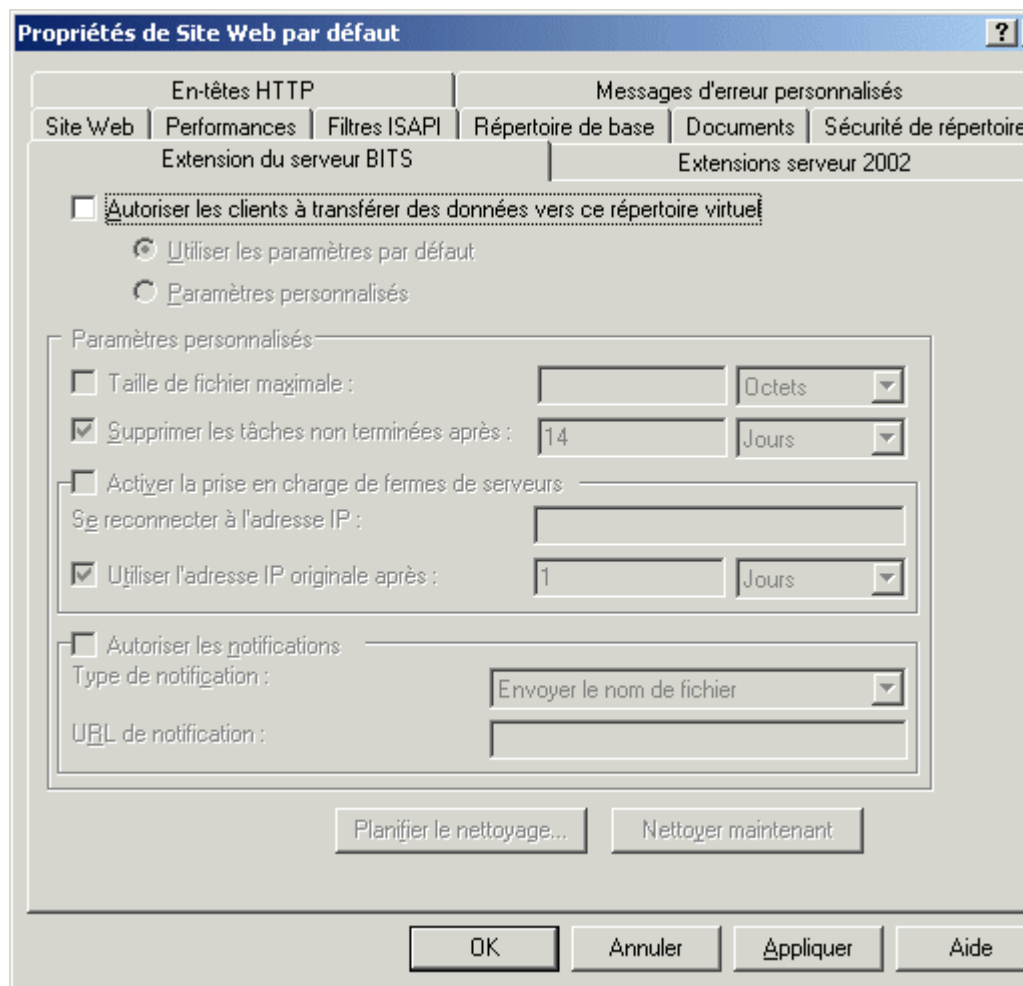 Propriétés de Site Web par défaut ?
En-têtes HTTP Messages d'erreur personnalisés
Site Web Performances Filtres ISAPI Répertoire de base Documents Sécurité de répertoire
Extension du serveur BITS Extensions serveur 2002
Autoriser les clients à transférer des données vers ce répertoire virtuel
Utiliser les paramètres par défaut
Paramètres personnalisés
Paramètres personnalisés
Taille de fichier maximale : Octets
Supprimer les tâches non terminées après : 14 Jours
Activer la prise en charge de fermes de serveurs
Se reconnecter à l'adresse IP :
Utiliser l'adresse IP originale après : 1 Jours
Autoriser les notifications
Type de notification : Envoyer le nom de fichier
URL de notification :
Planifier le nettoyage... Nettoyer maintenant
OK Annuler Appliquer Aide